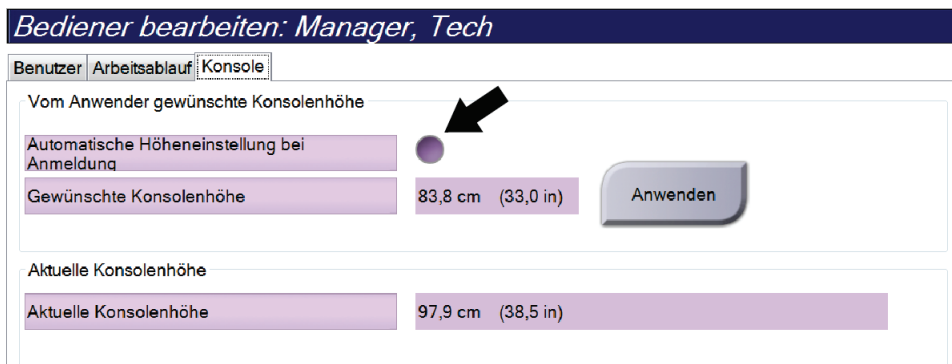 Bediener bearbeiten: Manager, Tech
Benutzer Arbeitsablauf Konsole
Vom Anwender gewünschte Konsolenhöhe
Automatische Höheneinstellung bei
Anmeldung
Gewünschte Konsolenhöhe 83,8 cm (33,0 in) Anwenden
Aktuelle Konsolenhöhe
Aktuelle Konsolenhöhe 97,9 cm (38,5 in)